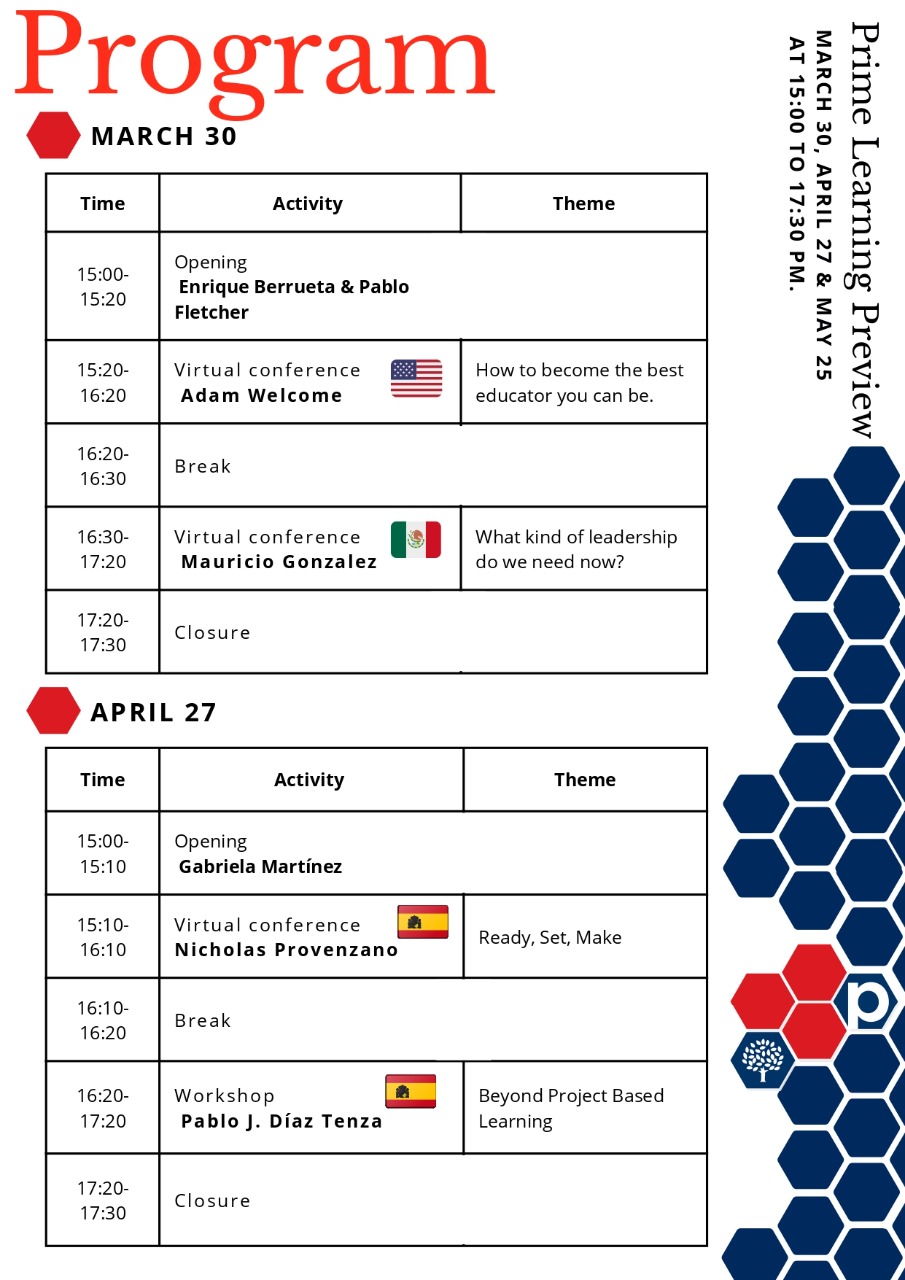 Program
MARCH 30
Time Activity Theme
15:00-
15:20
Opening
Enrique Berrueta & Pablo
Fletcher
15:20-
16:20
Virtual conference
Adam Welcome
How to become the best
educator you can be.
16:20-
16:30
Break
16:30-
17:20
Virtual conference
Mauricio Gonzalez
What kind of leadership
do we need now?
17:20-
17:30
Closure
APRIL 27
Time Activity Theme
15:00-
15:10
Opening
Gabriela Martínez
15:10-
16:10
Virtual conference
Nicholas Provenzano
Ready, Set, Make
16:10-
16:20
Break
16:20-
17:20
Workshop
Pablo J. Díaz Tenza
Beyond Project Based
Learning
17:20-
17:30
Closure
Prime Learning Preview
MARCH 30, APRIL 27 & MAY 25
AT 15:00 TO 17:30 PM.
p